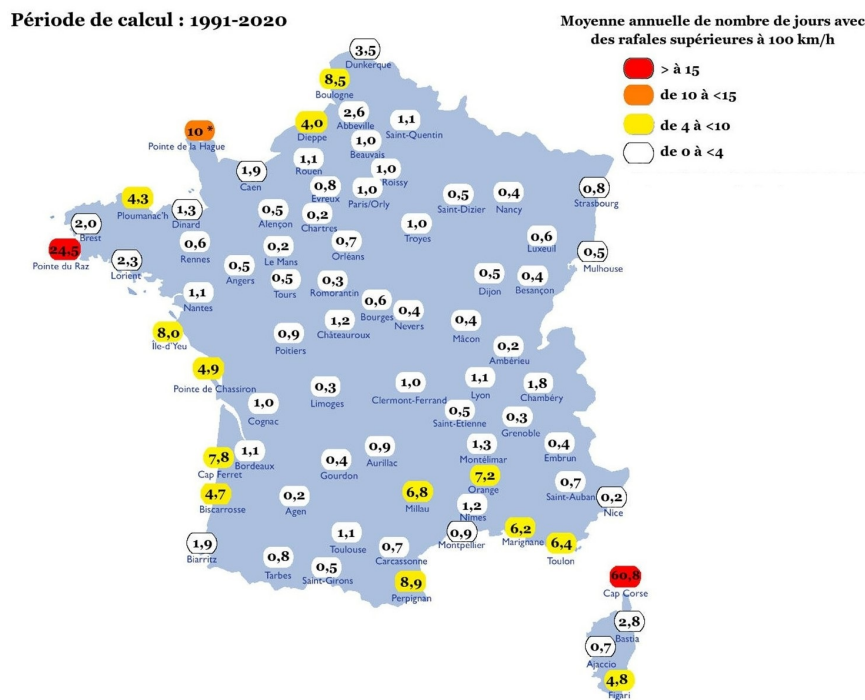 Période de calcul : 1991-2020
Moyenne annuelle de nombre de jours avec
des rafales supérieures à 100 km/h
> à 15
de 10 à <15
de 4 à <10
de 0 à <4
3,5
Dunkerque
8,5
Boulogne
2,6
Abbeville
4,0
Dieppe
1,1
Saint-Quentin
10 *
Pointe de la Hague
1,0
Beauvais
1,1
Rouen
1,9
Caen
1,0
Roissy
0,8
Evreux
1,0
Paris/Orly
0,5
Saint-Dizier
0,4
Nancy
0,8
Strasbourg
4,3
Ploumanac'h
1,3
Dinard
0,5
Alençon
0,2
Chartres
1,0
Troyes
2,0
Brest
24,5
Pointe du Raz
0,6
Rennes
0,2
Le Mans
0,7
Orléans
0,6
Luxeuil
0,5
Mulhouse
2,3
Lorient
0,5
Angers
0,5
Tours
0,3
Romorantin
0,5
Dijon
0,4
Besançon
1,1
Nantes
0,6
Bourges
0,4
Nevers
1,2
Châteauroux
0,4
Mâcon
8,0
Île-d'Yeu
0,9
Poitiers
0,2
Ambérieu
4,9
Pointe de Chassiron
0,3
Limoges
1,0
Clermont-Ferrand
1,1
Lyon
1,8
Chambéry
1,0
Cognac
0,5
Saint-Etienne
0,3
Grenoble
7,8
Cap Ferret
1,1
Bordeaux
0,4
Gourdon
0,9
Aurillac
1,3
Montélimar
0,4
Embrun
4,7
Biscarrosse
0,2
Agen
6,8
Millau
7,2
Orange
0,7
Saint-Auban
0,2
Nice
1,2
Nîmes
1,9
Biarritz
1,1
Toulouse
0,9
Montpellier
6,2
Marignane
6,4
Toulon
0,8
Tarbes
0,5
Saint-Girons
0,7
Carcassonne
8,9
Perpignan
60,8
Cap Corse
2,8
Bastia
0,7
Ajaccio
4,8
Figari